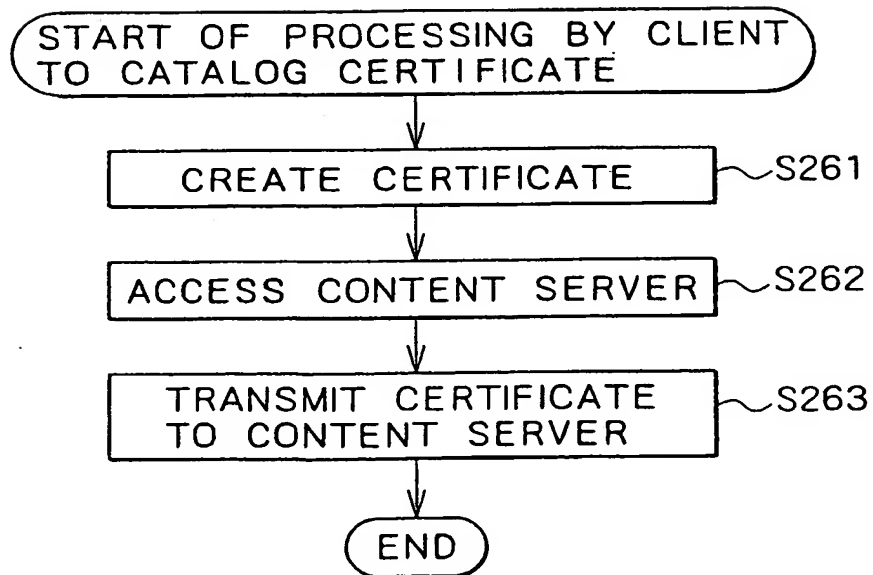 START OF PROCESSING BY CLIENT
TO CATALOG CERTIFICATE
CREATE CERTIFICATE
S261
ACCESS CONTENT SERVER
S262
TRANSMIT CERTIFICATE
TO CONTENT SERVER
S263
END